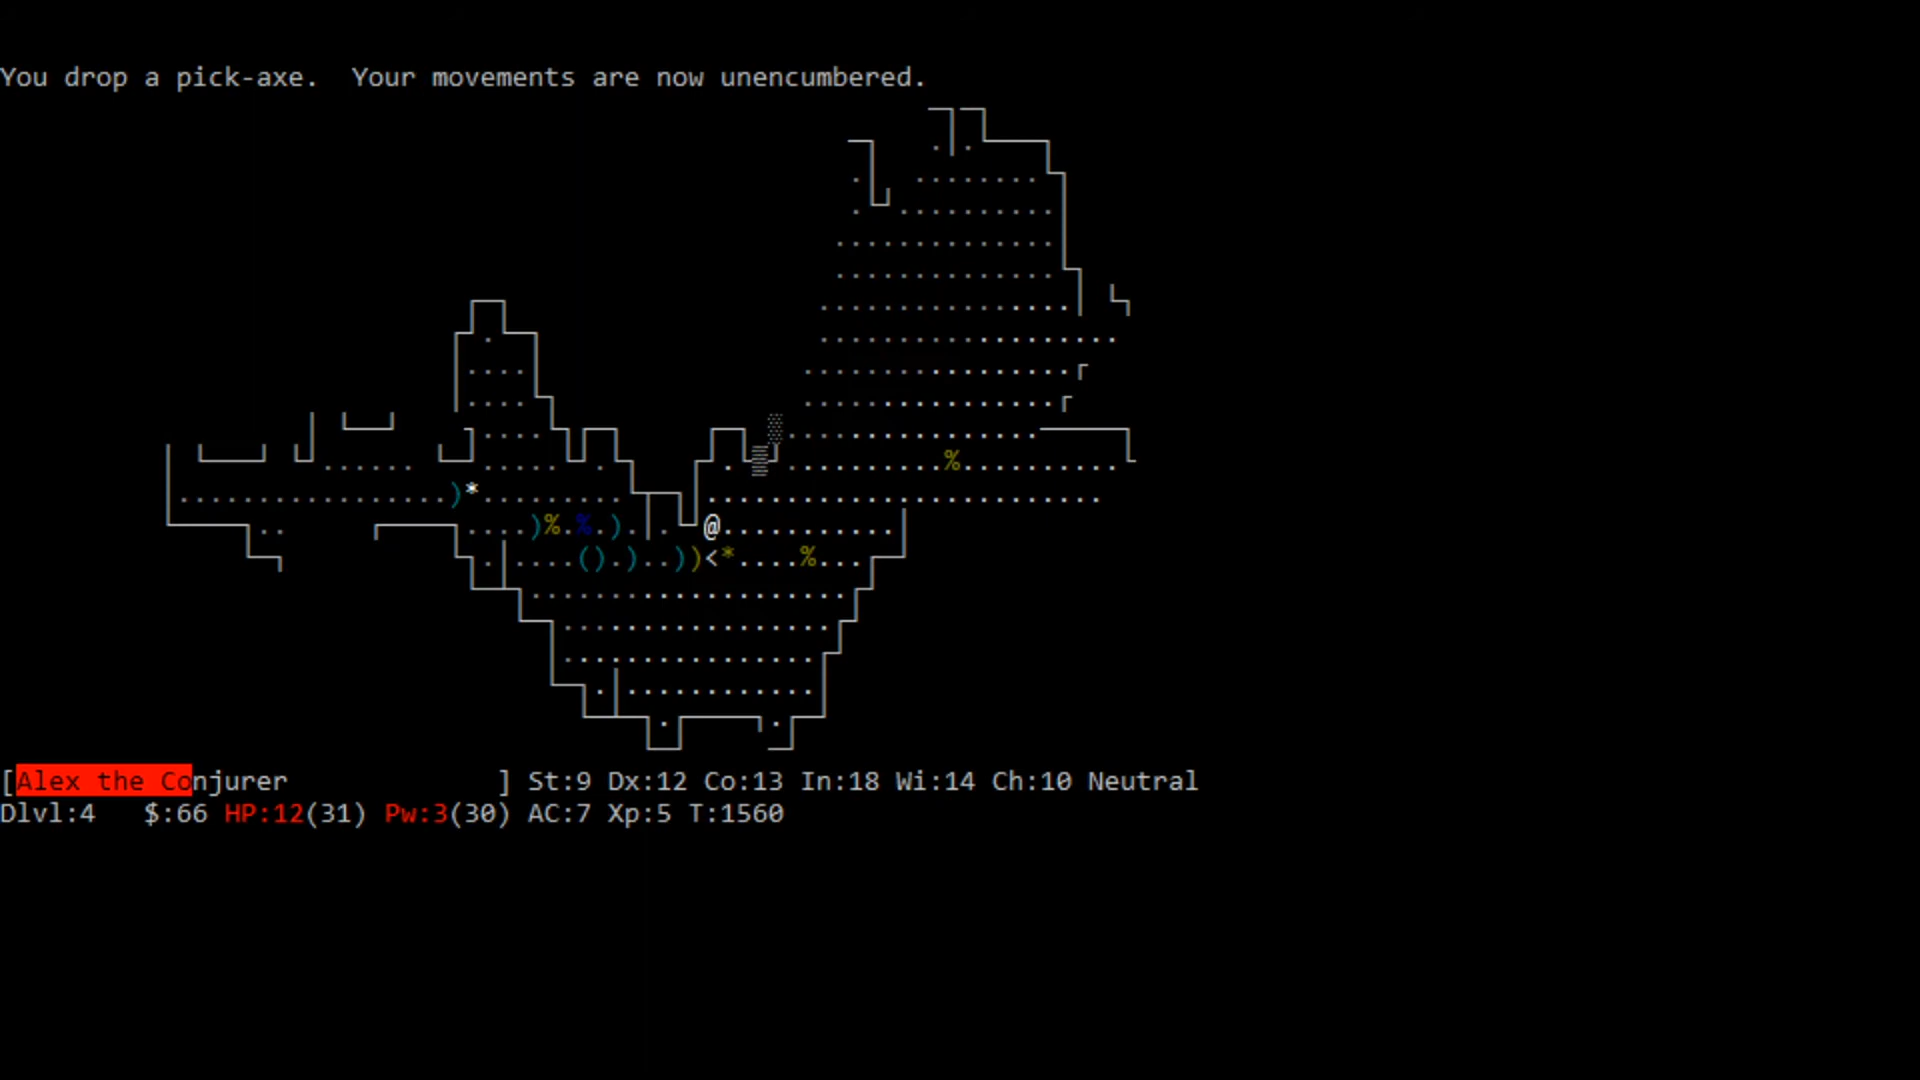 You drop a pick-axe.  Your movements are now unencumbered.
[Alex the Conjurer ] St:9 Dx:12 Co:13 In:18 Wi:14 Ch:10 Neutral
Dlvl:4 $:66 HP:12(31) Pw:3(30) AC:7 Xp:5 T:1560